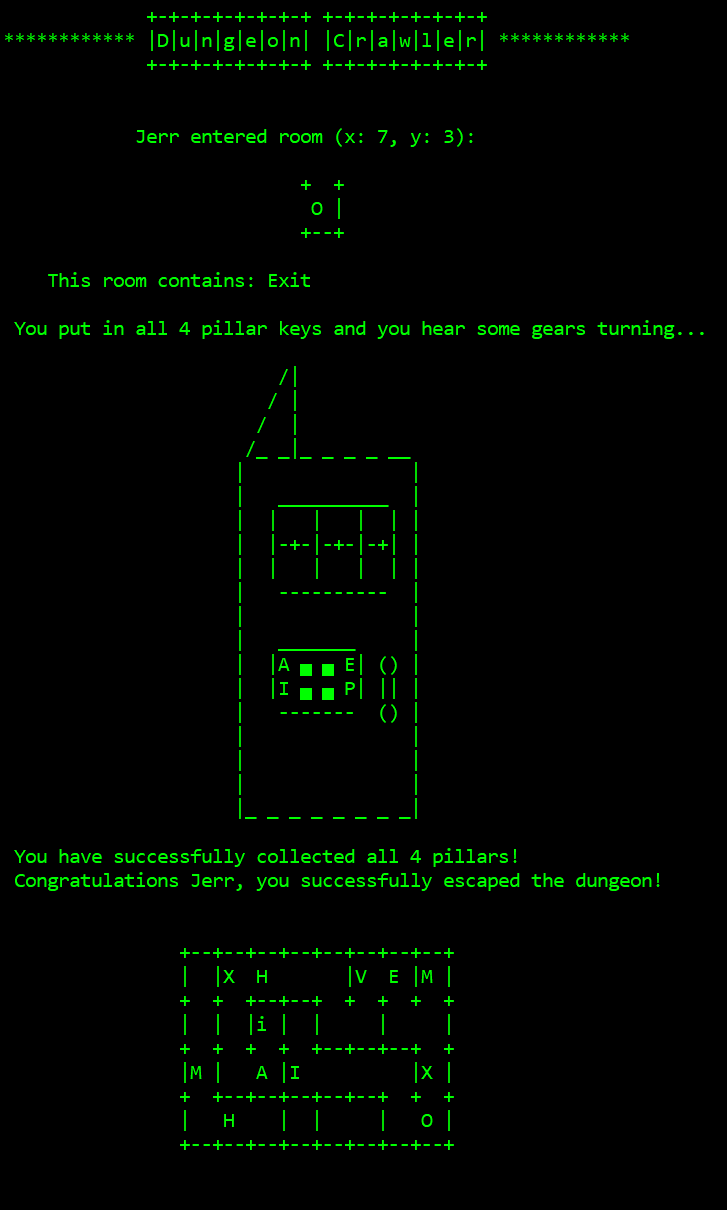 +-+-+-+-+-+-+-+ +-+-+-+-+-+-+-+
************ |D|u|n|g|e|o|n| |C|r|a|w|l|e|r| ************
+-+-+-+-+-+-+-+ +-+-+-+-+-+-+-+
Jerr entered room (x: 7, y: 3):
+  +
 O |
+--+
This room contains: Exit
You put in all 4 pillar keys and you hear some gears turning...
|A ■ ■ E| ()
|I ■ ■ P| ||
------- ()
You have successfully collected all 4 pillars!
Congratulations Jerr, you successfully escaped the dungeon!
+--+--+--+--+--+--+--+--+
|  |X  H       |V  E |M |
+  +  +--+--+  +  +  +  +
|  |  |i |  |     |     |
+  +  +  +  +--+--+--+  +
|M |   A |I          |X |
+  +--+--+--+--+--+  +  +
|   H    |  |     |   O |
+--+--+--+--+--+--+--+--+